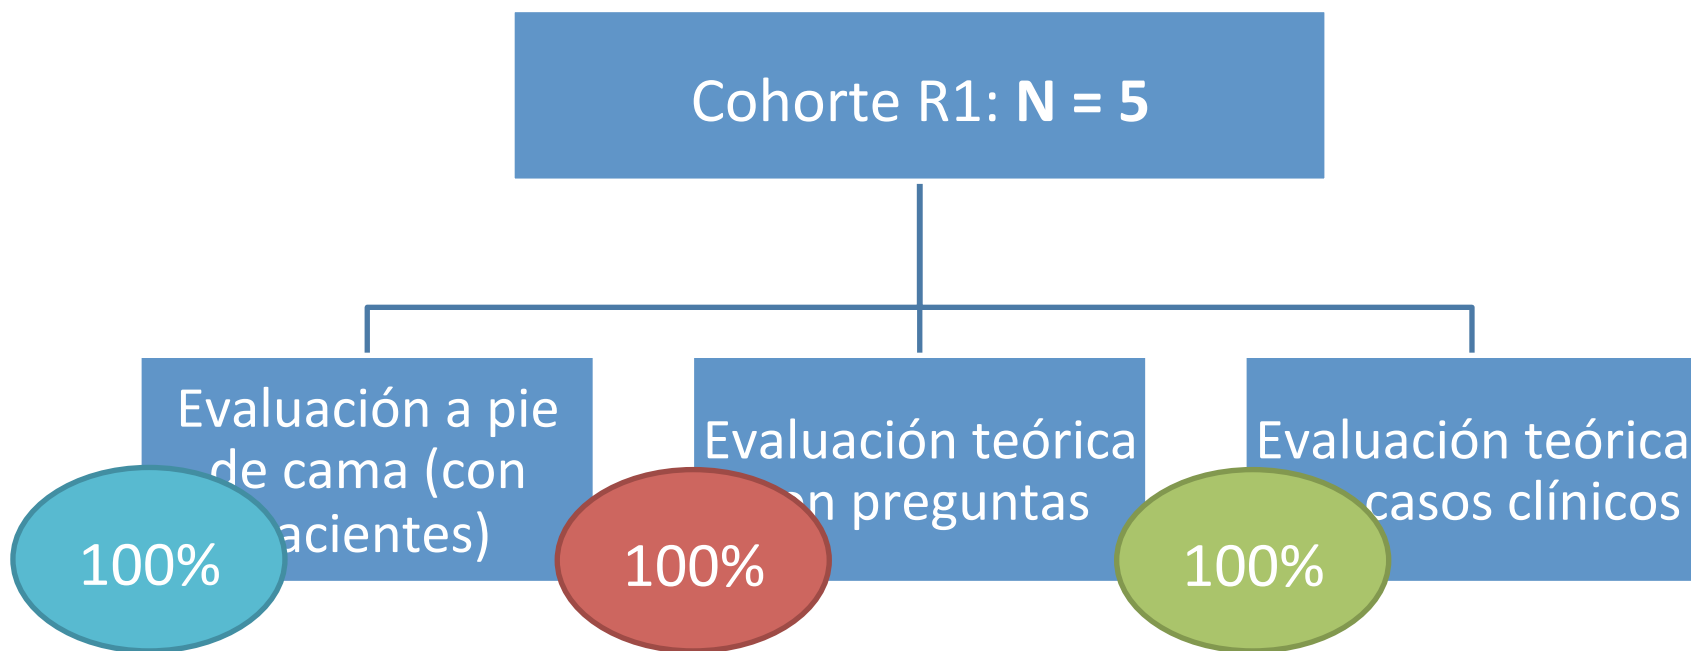 Cohorte R1: N = 5
Evaluación a pie
de cama (con
acientes)
100%
Evaluación teórica
n preguntas
100%
Evaluación teórica
casos clínicos
100%